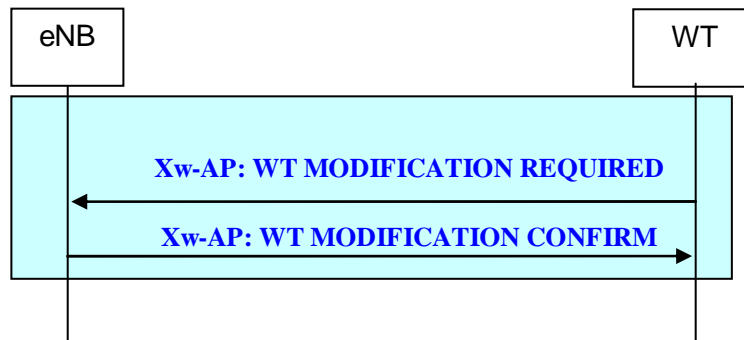 eNB
WT
Xw-AP: WT MODIFICATION REQUIRED
Xw-AP: WT MODIFICATION CONFIRM